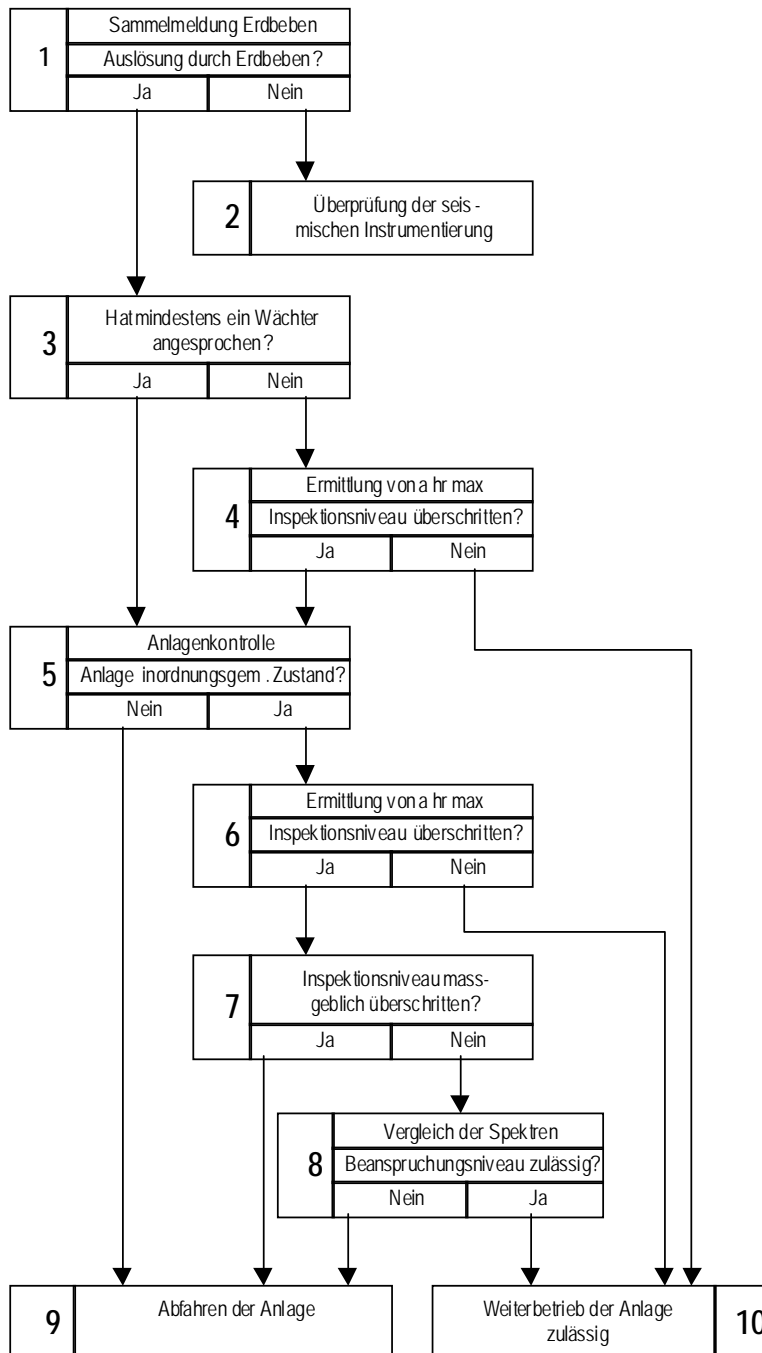 Sammelmeldung Erdbeben
1
Auslösung durch Erdbeben?
Ja Nein
2
Überprüfung der seis-
mischen Instrumentierung
3
Hatmindestens ein Wächter
angesprochen?
Ja Nein
4
Ermittlung von a hr max
Inspektionsniveau überschritten?
Ja Nein
5
Anlagenkontrolle
Anlage inordnungsgem. Zustand?
Nein Ja
6
Ermittlung von a hr max
Inspektionsniveau überschritten?
Ja Nein
7
Inspektionsniveau mass-
geblich überschritten?
Ja Nein
8
Vergleich der Spektren
Beanspruchungsniveau zulässig?
Nein Ja
9
Abfahren der Anlage
Weiterbetrieb der Anlage
zulässig
10